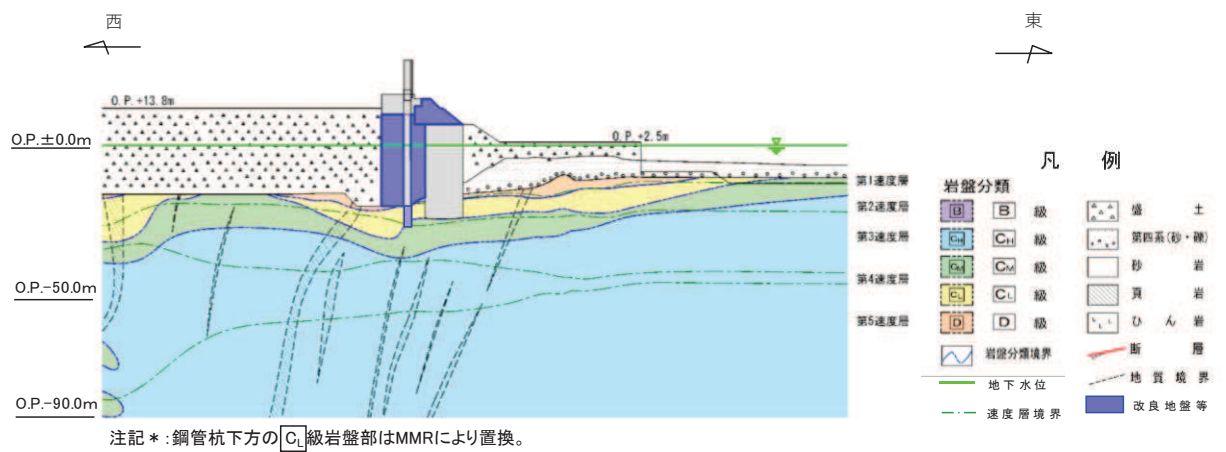 西
東
O.P.+13.8m
O.P.±0.0m
O.P.+2.5m
第1速度層
第2速度層
第3速度層
第4速度層
第5速度層
O.P.-50.0m
O.P.-90.0m
凡 例
岩盤分類
B B 級
CH CH 級
CM CM 級
CL CL 級
D D 級
岩盤分類境界
地下水位
速度層境界
盛 土
第四系(砂・礫)
砂 岩
頁 岩
ひ ん 岩
断 層
地 質 境 界
改良地盤等
注記*:鋼管杭下方のCL級岩盤部はMMRにより置換。